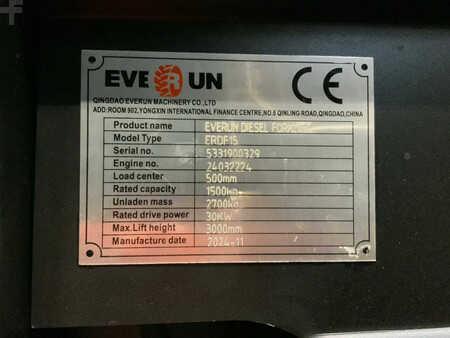 EVERUN
CE
QINGDAO EVERUN MACHINERY CO.,LTD
ADD:ROOM 902,YONGXIN INTERNATIONAL FINANCE CENTRE,NO.8 QINLING ROAD,QINGDAO,CHINA
Product name EVERUN DIESEL FORKLIFT
Model Type ERDF15
Serial no. 5331900329
Engine no. 24032224
Load center 500mm
Rated capacity 1500kg
Unladen mass 2700kg
Rated drive power 30KW
Max.Lift height 3000mm
Manufacture date 2024-11